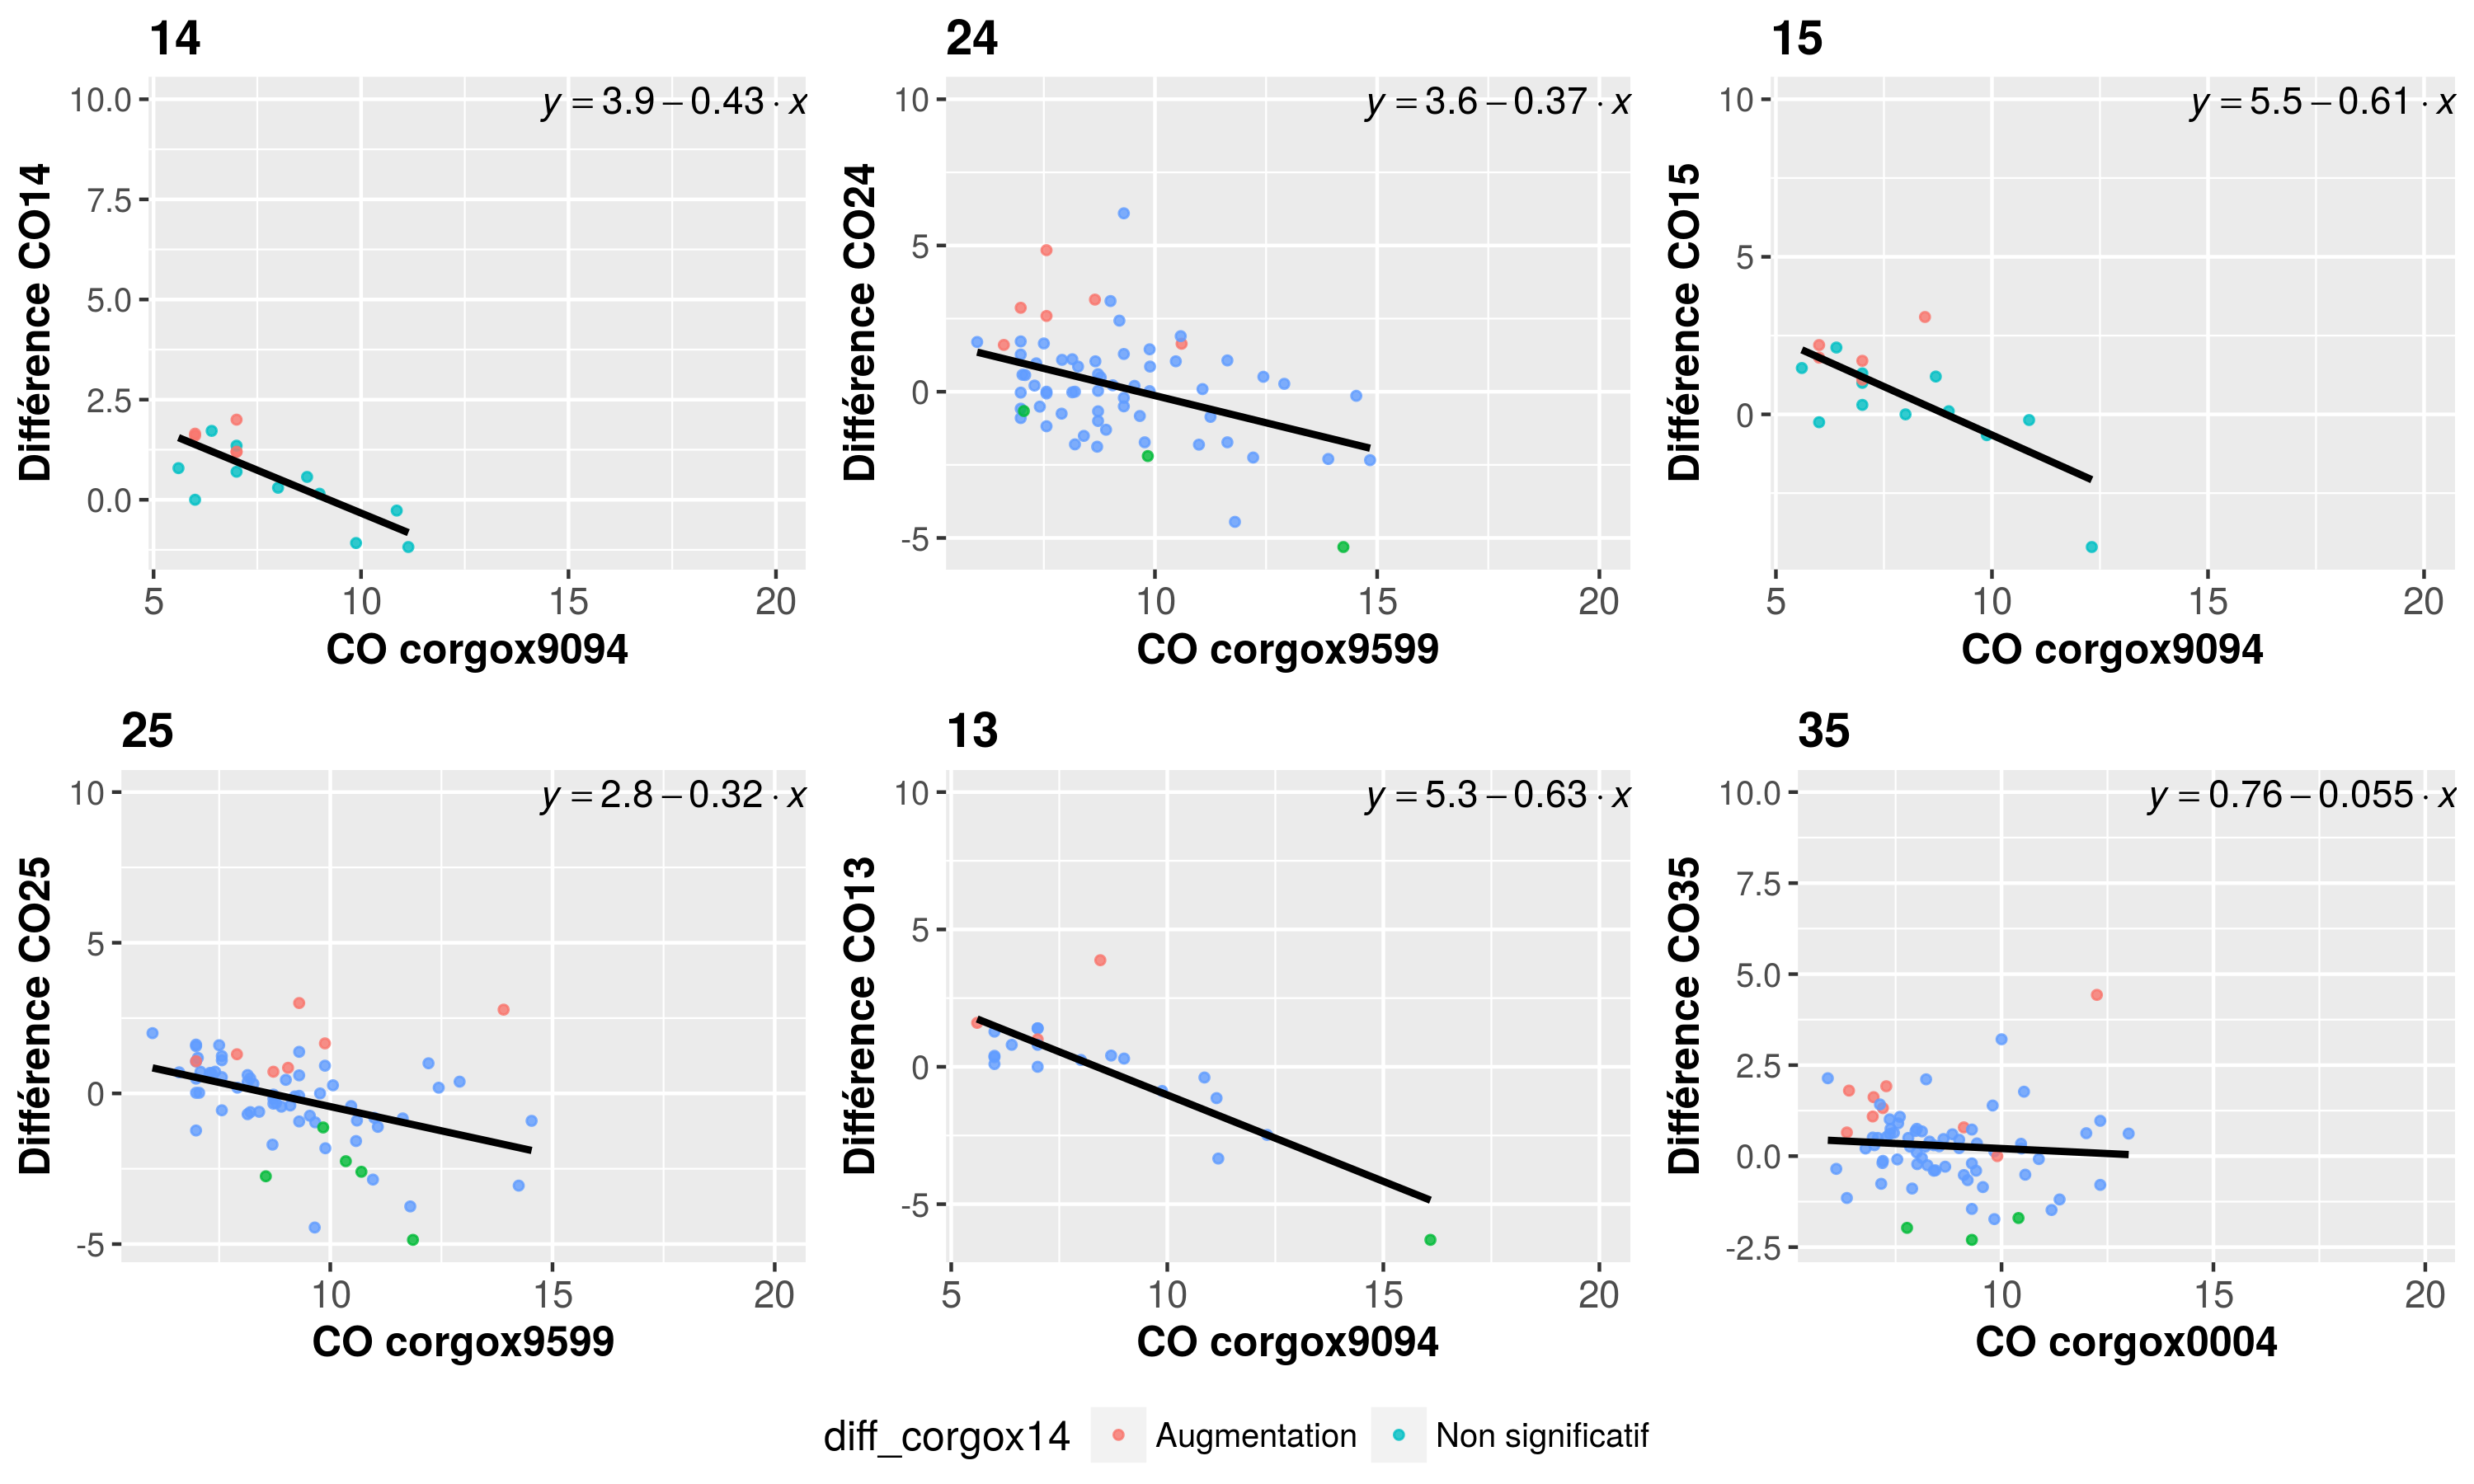 14
y = 3.9 − 0.43 · x
10.0
7.5
5.0
2.5
0.0
Différence CO14
5 10 15 20
CO corgox9094
24
y = 3.6 − 0.37 · x
10
5
0
-5
Différence CO24
10 15 20
CO corgox9599
15
y = 5.5 − 0.61 · x
10
5
0
Différence CO15
5 10 15 20
CO corgox9094
25
y = 2.8 − 0.32 · x
10
5
0
-5
Différence CO25
10 15 20
CO corgox9599
13
y = 5.3 − 0.63 · x
10
5
0
-5
Différence CO13
5 10 15 20
CO corgox9094
35
y = 0.76 − 0.055 · x
10.0
7.5
5.0
2.5
0.0
-2.5
Différence CO35
10 15 20
CO corgox0004
diff_corgox14 Augmentation Non significatif